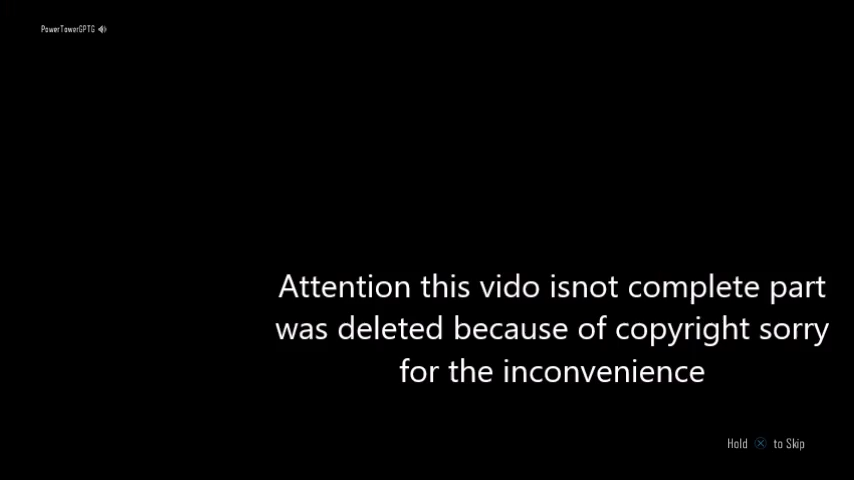 PowerTowerGPTG
Attention this vido isnot complete part
was deleted because of copyright sorry
for the inconvenience
Hold to Skip